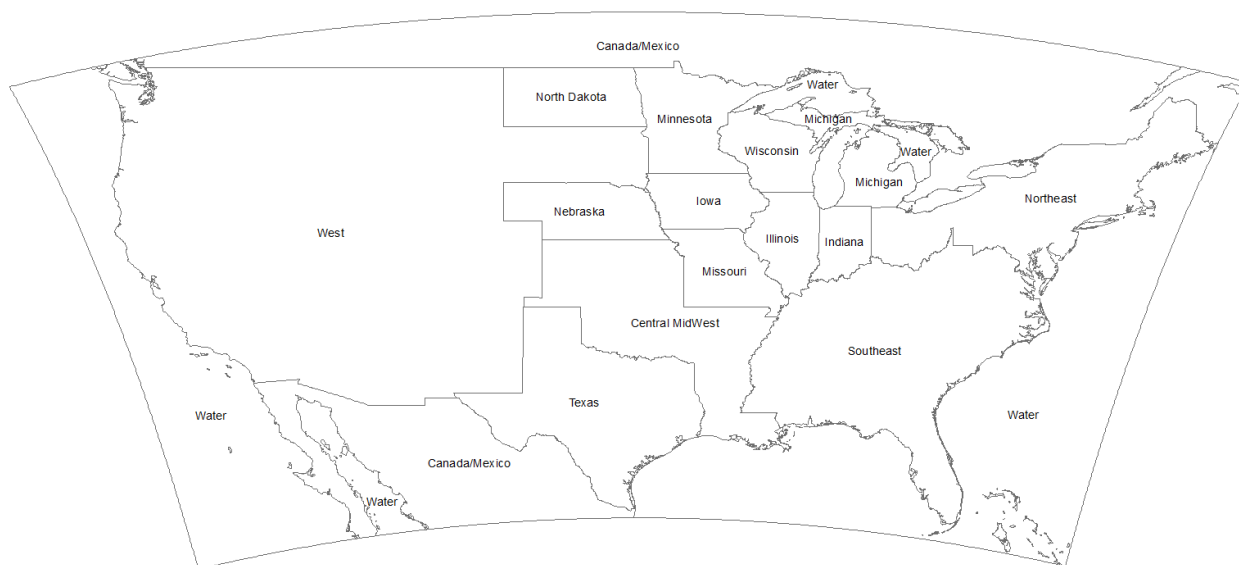 Canada/Mexico
Water
North Dakota
Minnesota
Michigan
Wisconsin
Water
Michigan
Northeast
Iowa
Nebraska
West
Illinois
Indiana
Missouri
Central MidWest
Southeast
Texas
Water
Water
Canada/Mexico
Water